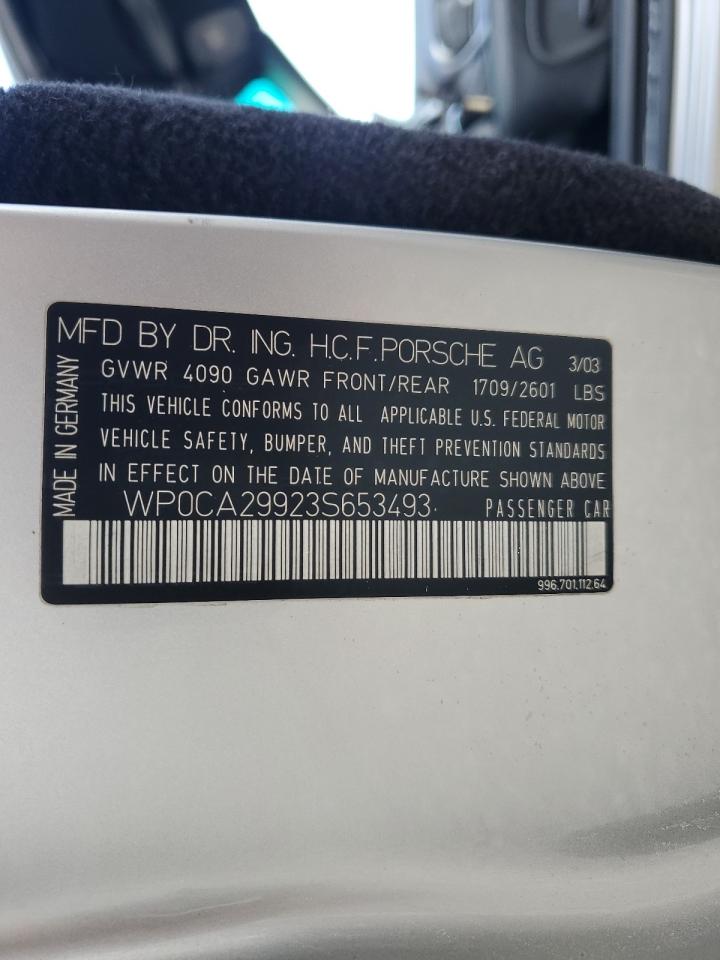 MFD BY DR. ING. H.C.F.PORSCHE AG 3/03
GVWR 4090 GAWR FRONT/REAR 1709/2601 LBS
THIS VEHICLE CONFORMS TO ALL APPLICABLE U.S. FEDERAL MOTOR
VEHICLE SAFETY, BUMPER, AND THEFT PREVENTION STANDARDS
IN EFFECT ON THE DATE OF MANUFACTURE SHOWN ABOVE
WP0CA29923S653493 PASSENGER CAR
996.701.112.64
MADE IN GERMANY